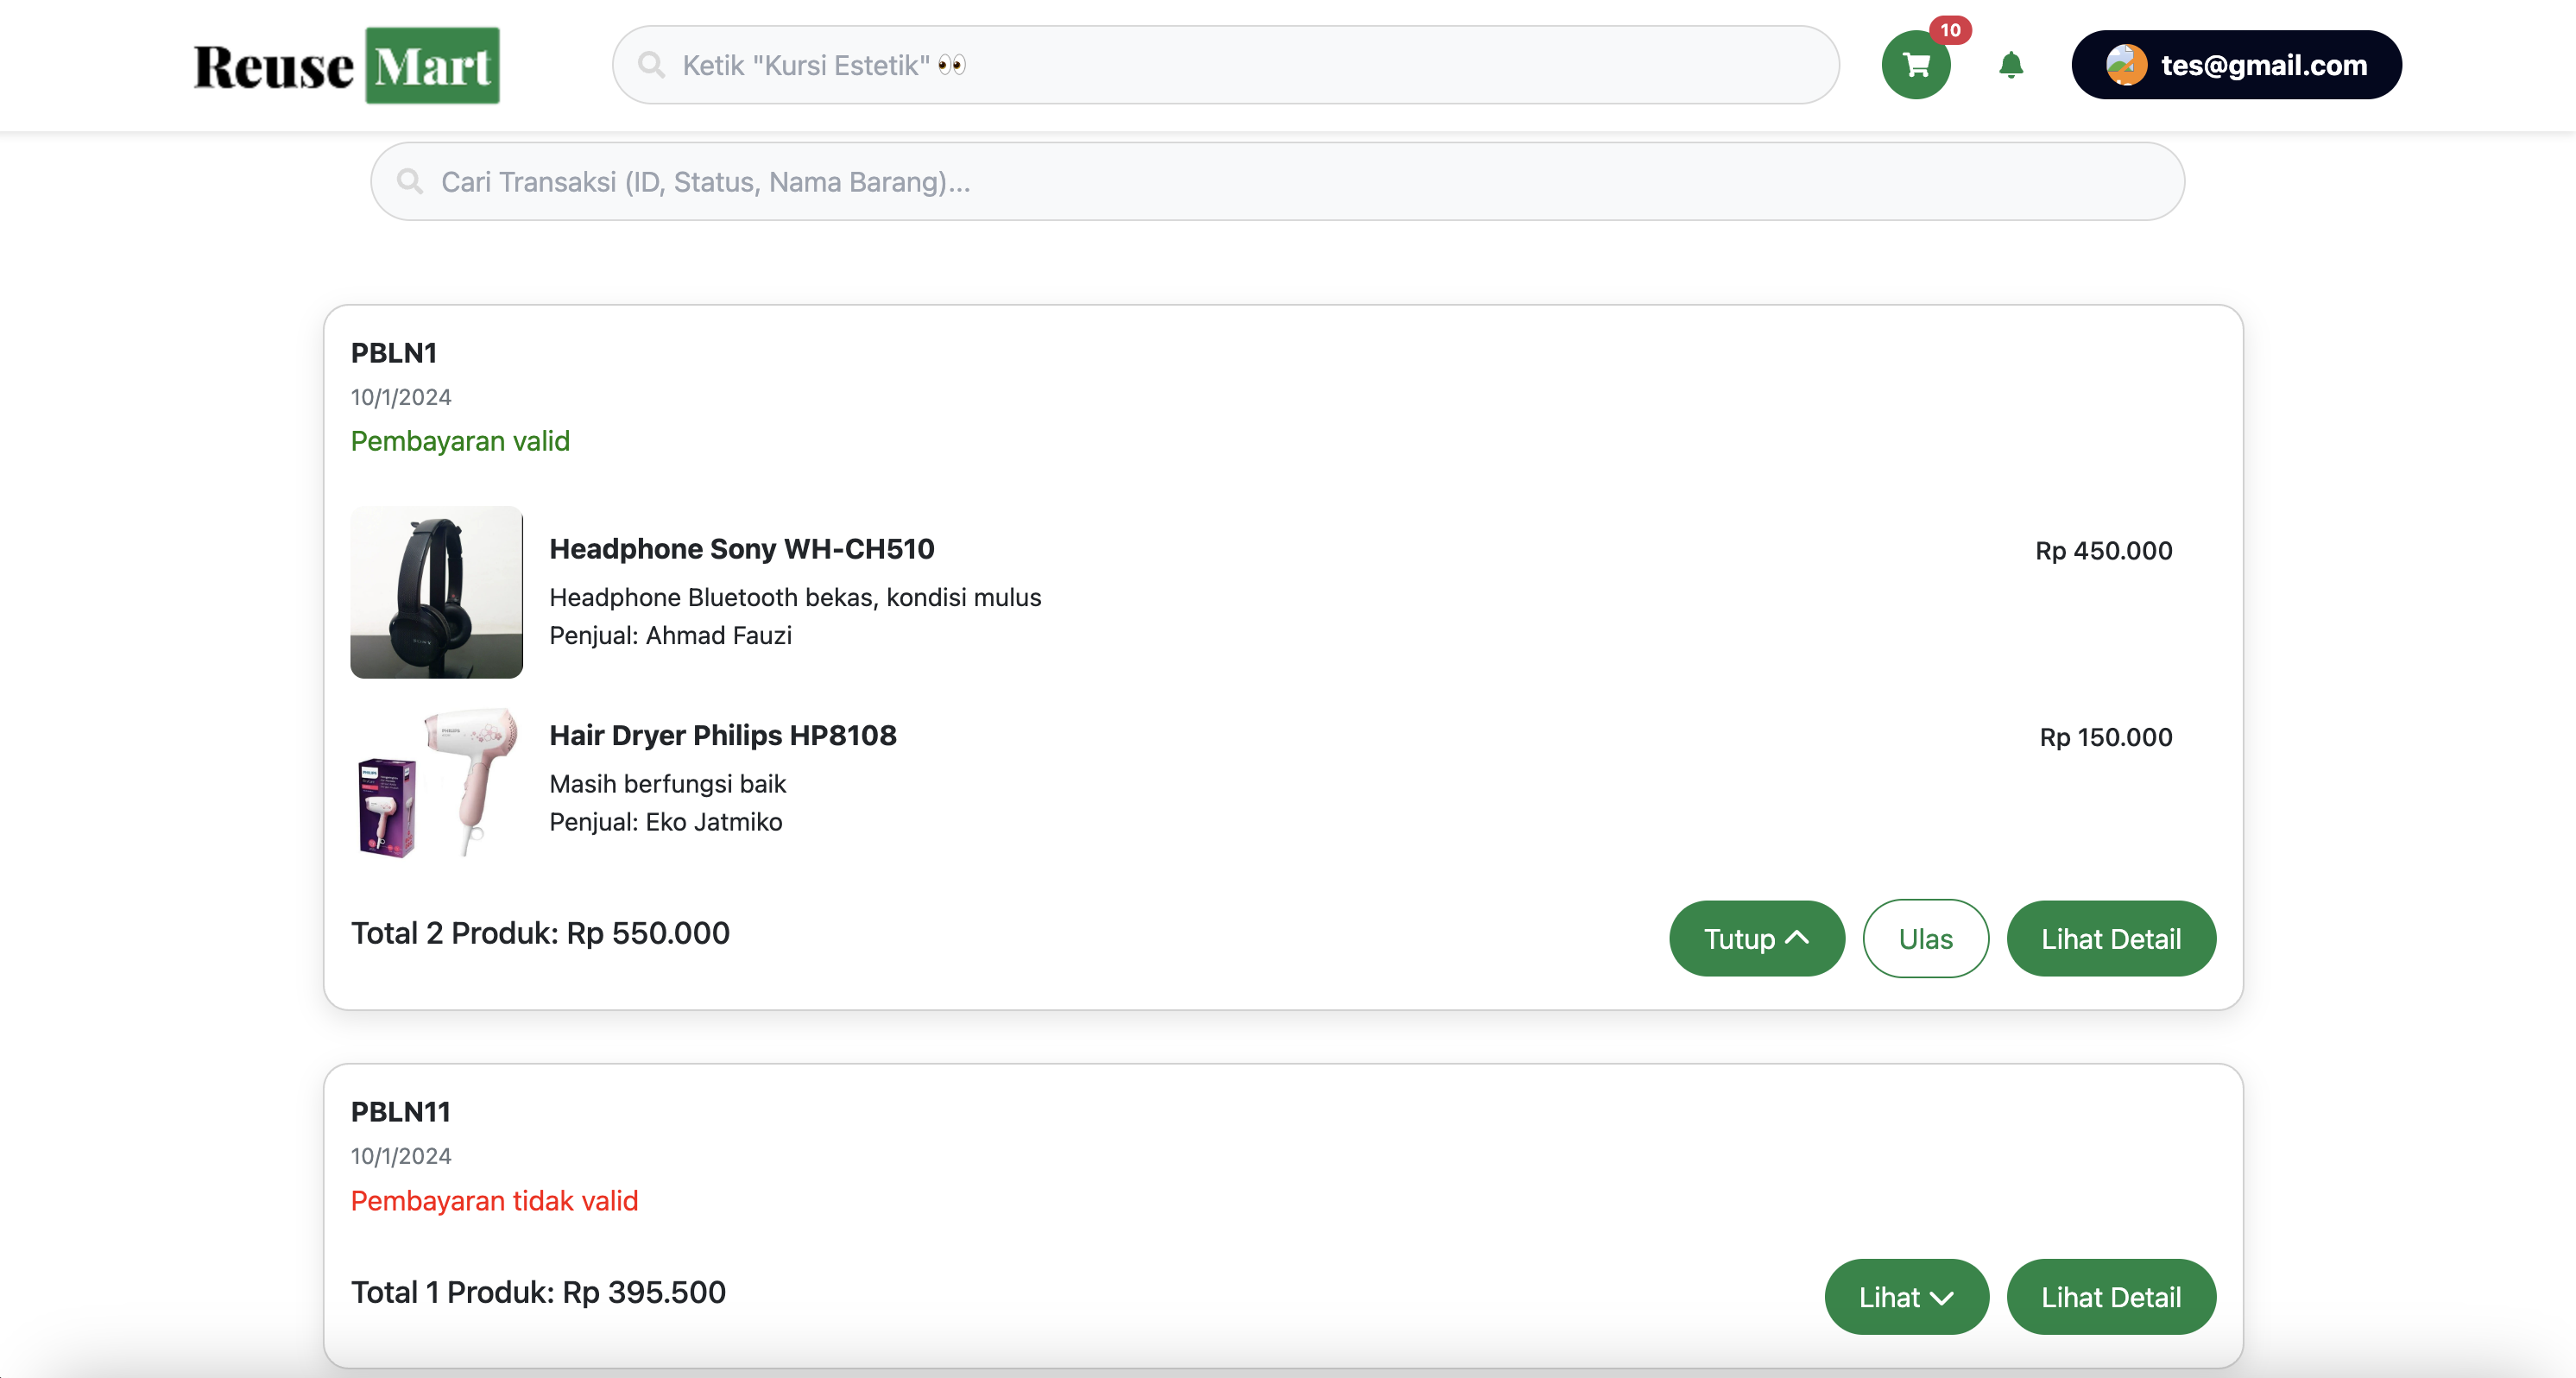 Reuse Mart
Ketik "Kursi Estetik" 👀
10
tes@gmail.com
Cari Transaksi (ID, Status, Nama Barang)...
PBLN1
10/1/2024
Pembayaran valid
Headphone Sony WH-CH510
Rp 450.000
Headphone Bluetooth bekas, kondisi mulus
Penjual: Ahmad Fauzi
Hair Dryer Philips HP8108
Rp 150.000
Masih berfungsi baik
Penjual: Eko Jatmiko
Total 2 Produk: Rp 550.000
Tutup
Ulas
Lihat Detail
PBLN11
10/1/2024
Pembayaran tidak valid
Total 1 Produk: Rp 395.500
Lihat
Lihat Detail